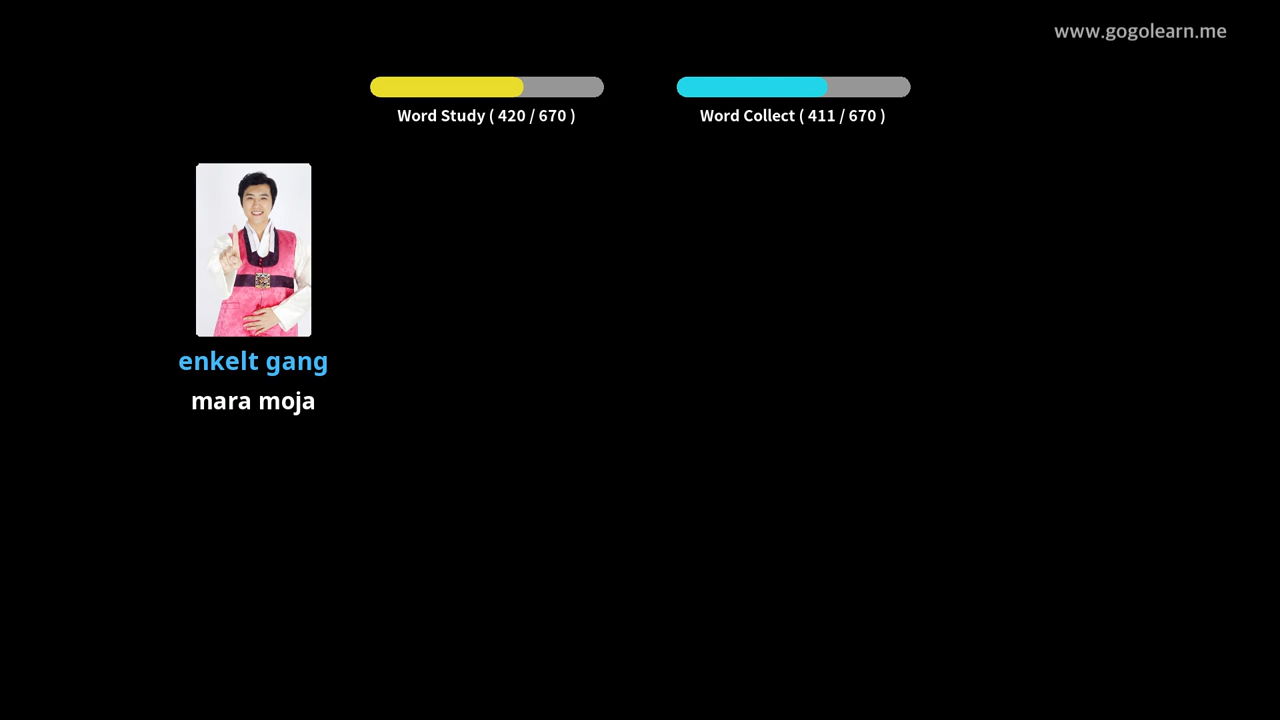 www.gogolearn.me
Word Study ( 420 / 670 )
Word Collect ( 411 / 670 )
enkelt gang
mara moja